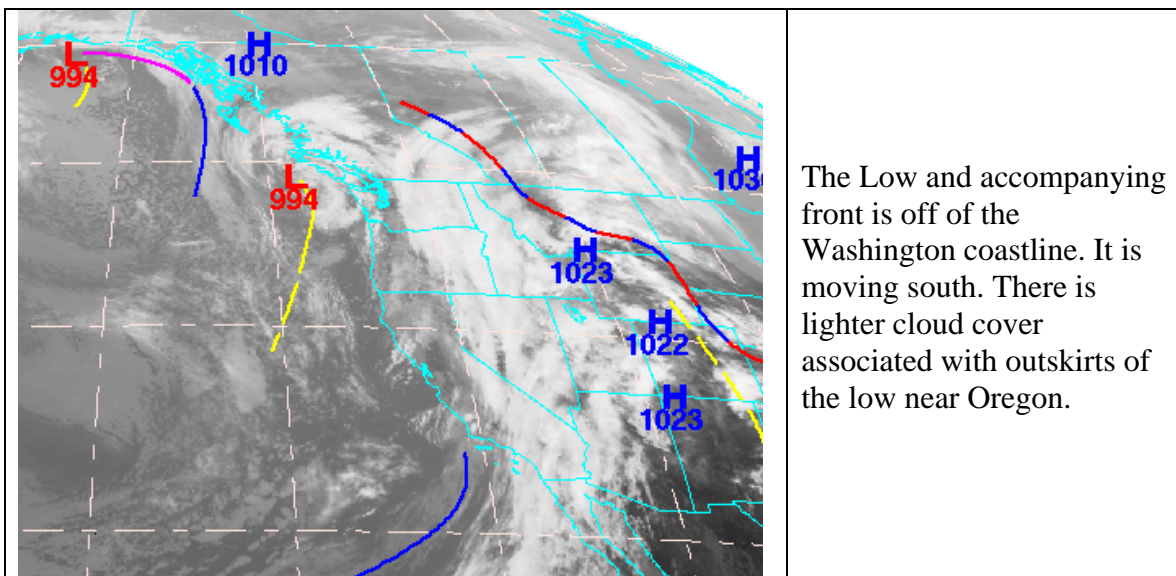 L
994
H
1010
H
L
994
H
1023
H
1022
H
1023
The Low and accompanying
front is off of the
Washington coastline. It is
moving south. There is
lighter cloud cover
associated with outskirts of
the low near Oregon.